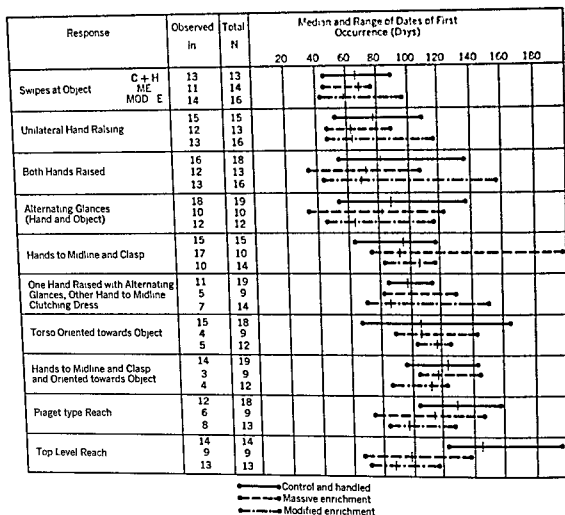 Response
Observed
In
Total
N
Median and Range of Dates of First
Occurrence (Days)
20 60 80 100 120 140 160 180
Swipes at Object
C + H 13 13
ME 11 14
MOD E 14 16
Unilateral Hand Raising
15 15
12 13
13 16
Both Hands Raised
16 18
12 13
13 16
Alternating Glances
(Hand and Object)
18 19
10 10
12 12
Hands to Midline and Clasp
15 15
17 10
10 14
One Hand Raised with Alternating
Glances, Other Hand to Midline
Clutching Dress
11 19
5 9
7 14
Torso Oriented towards Object
15 18
4 9
5 12
Hands to Midline and Clasp
and Oriented towards Object
14 19
3 9
4 12
Piaget type Reach
12 18
6 9
8 13
Top Level Reach
14 14
9 9
13 13
Control and handled
Massive enrichment
Modified enrichment